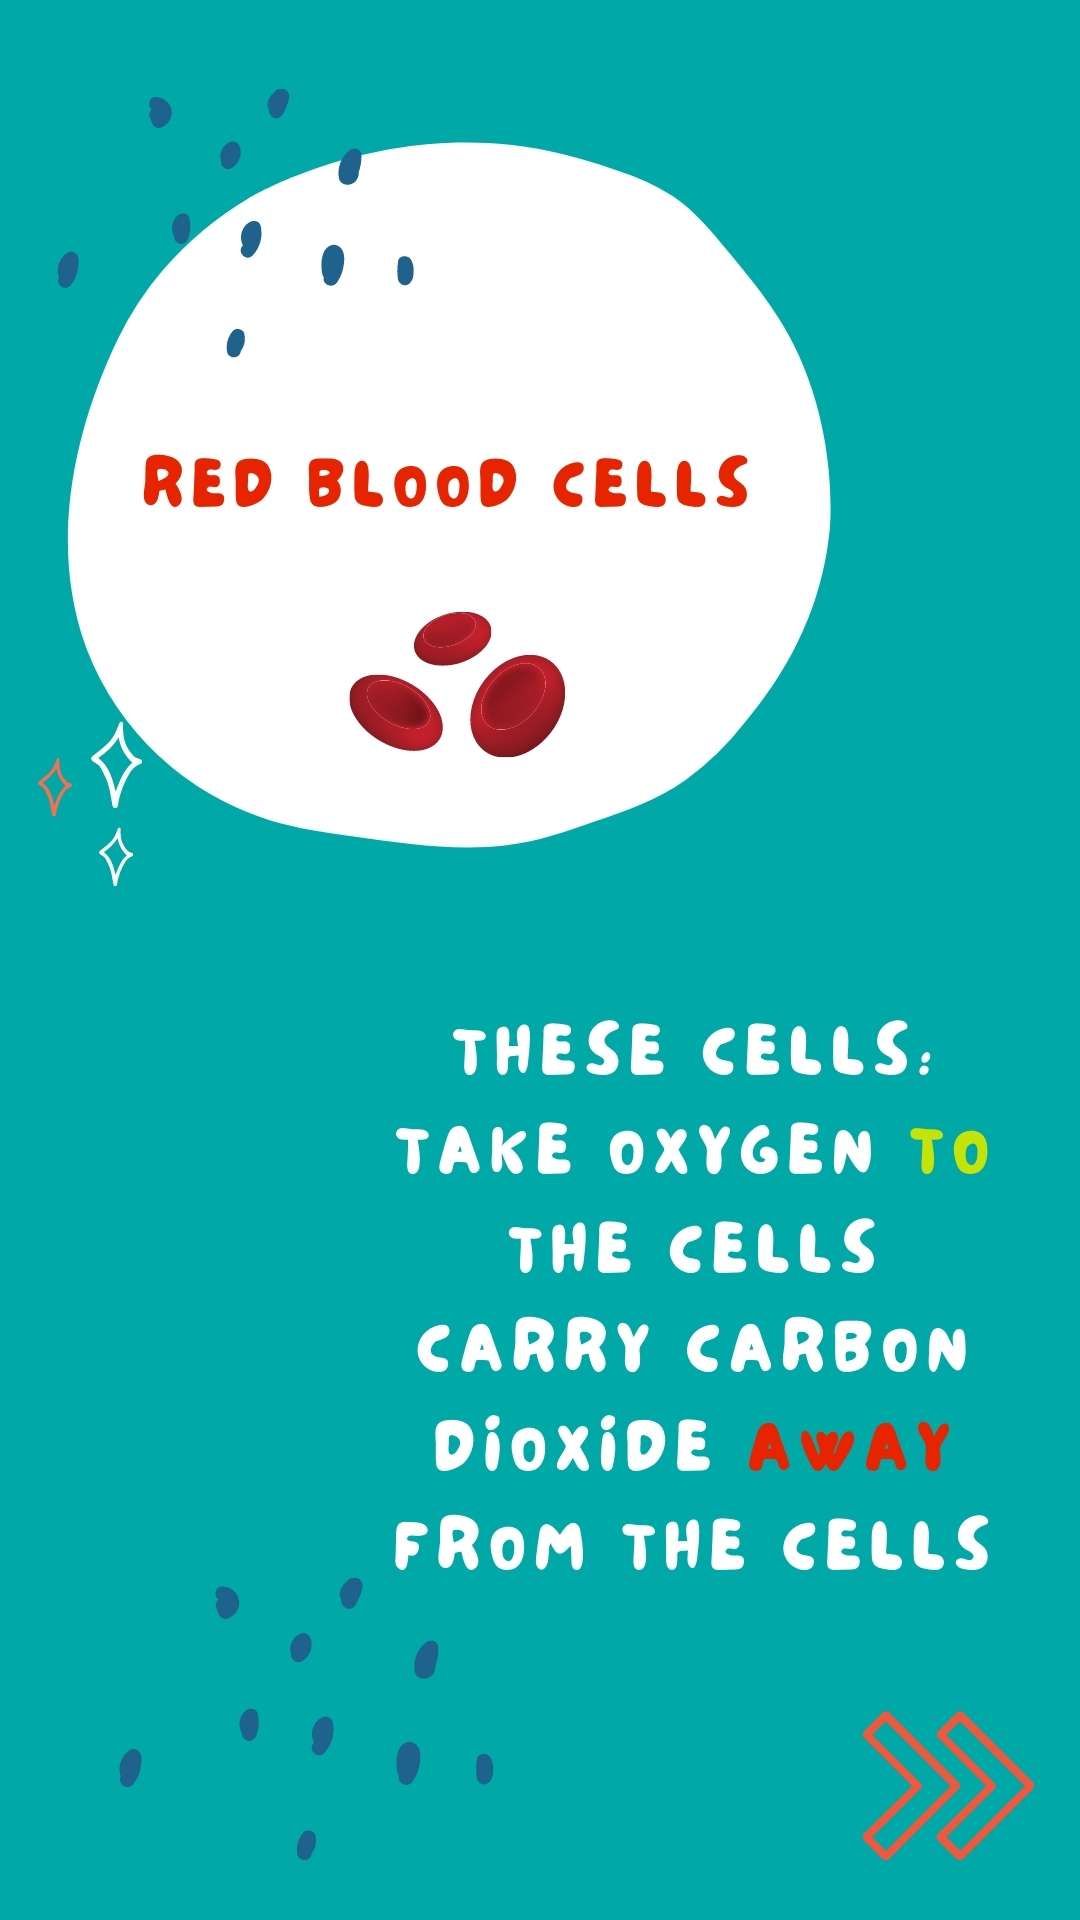 RED BLOOD CELLS
THESE CELLS:
TAKE OXYGEN TO
THE CELLS
CARRY CARBON
DIOXIDE AWAY
FROM THE CELLS